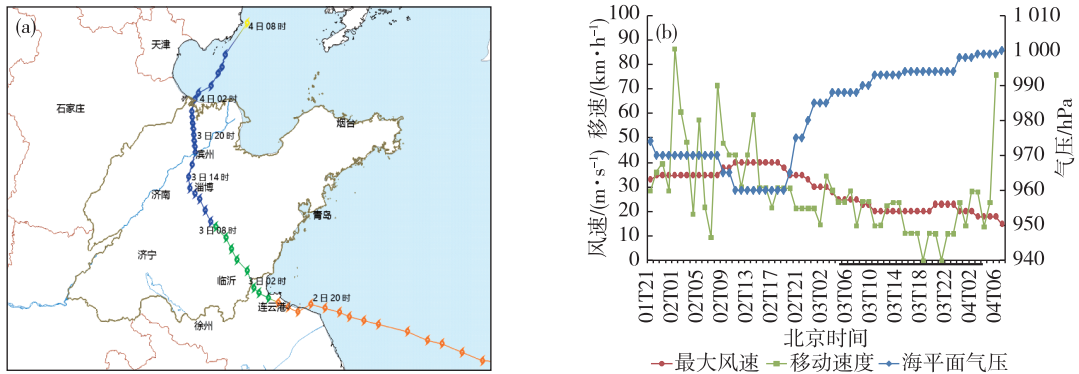 (a)
4日08时
天津
石家庄
4日02时
烟台
3日20时
滨州
3日14时
淄博
济南
青岛
3日08时
济宁
临沂
3日02时
2日20时
连云港
徐州
(b)
风速/(m·s⁻¹) 移速/(km·h⁻¹)
100
90
80
70
60
50
40
30
20
10
0
1 010
1 000
990
980
970
960
950
940
气压/hPa
01T21
02T01
02T05
02T09
02T13
02T17
02T21
03T02
03T06
03T10
03T14
03T18
03T22
04T02
04T06
北京时间
最大风速 移动速度 海平面气压